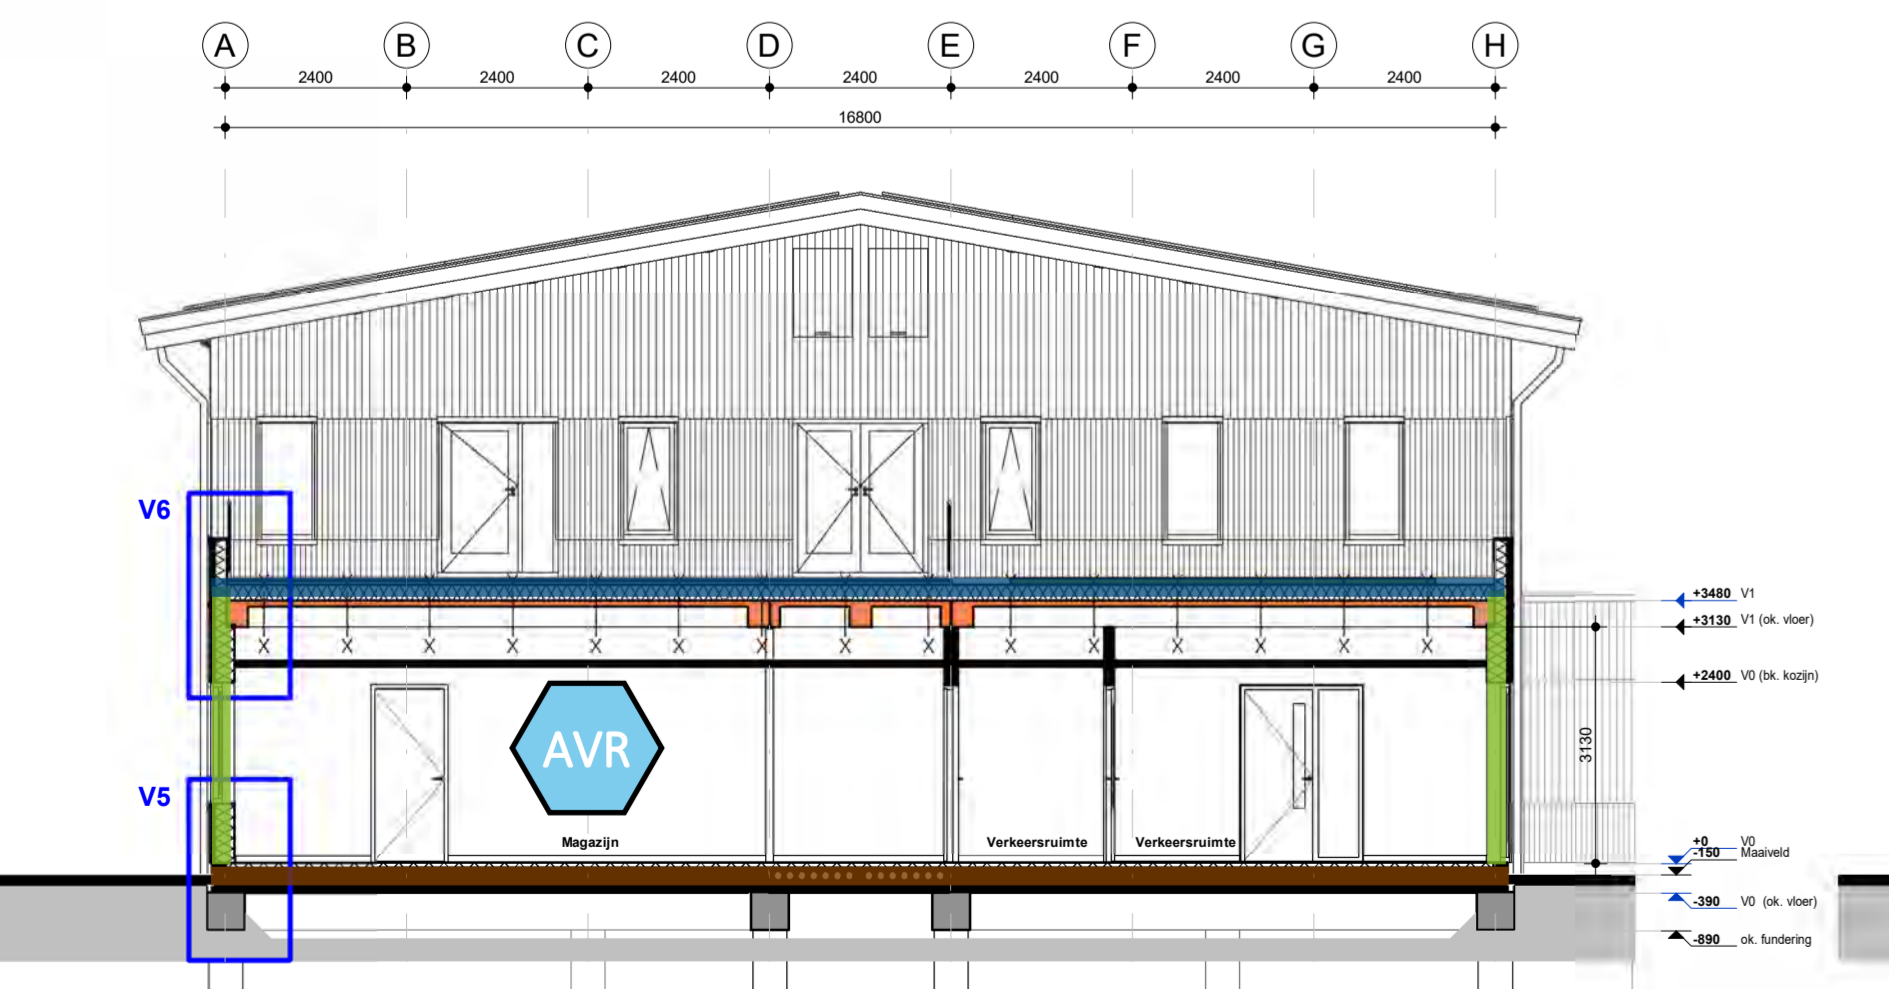 A B C D E F G H
2400 2400 2400 2400 2400 2400 2400
16800
V6
+3480 V1
+3130 V1 (ok. vloer)
X X X X X X X X X X X X X X X
+2400 V0 (bk. kozijn)
AVR
3130
V5
Magazijn Verkeersruimte Verkeersruimte
+0 V0
-150 Maaiveld
-390 V0 (ok. vloer)
-890 ok. fundering